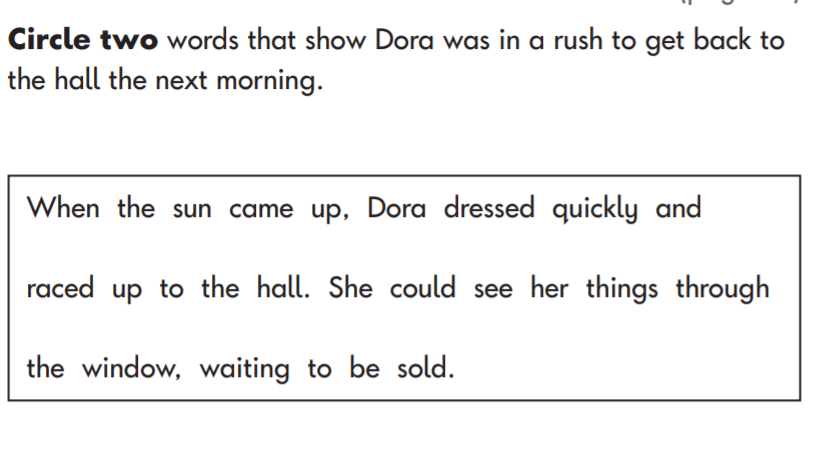 Circle two words that show Dora was in a rush to get back to
the hall the next morning.
When the sun came up, Dora dressed quickly and
raced up to the hall. She could see her things through
the window, waiting to be sold.